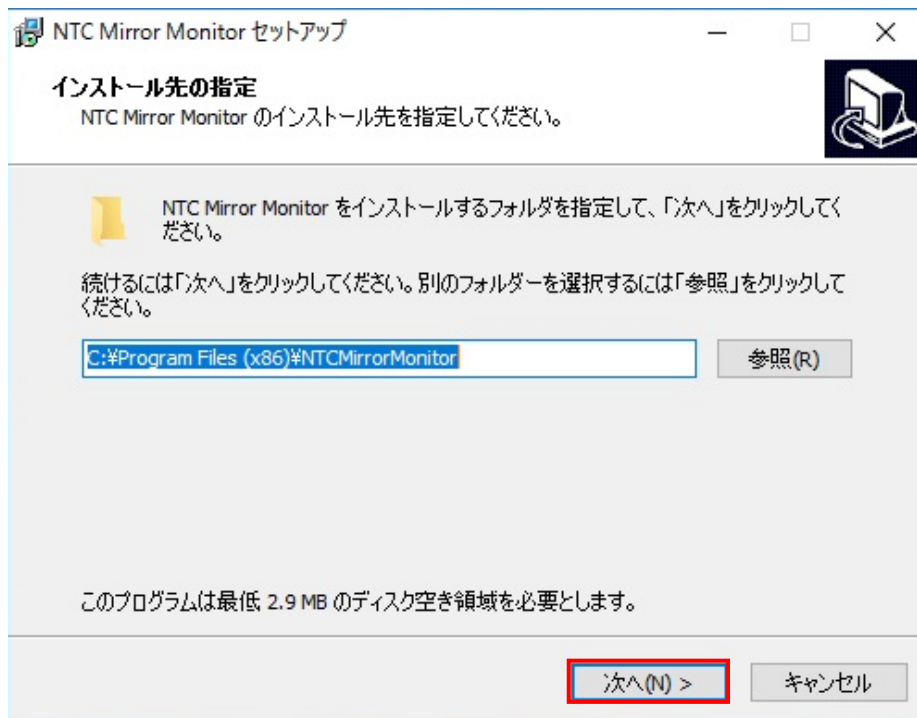 NTC Mirror Monitor セットアップ
インストール先の指定
NTC Mirror Monitor のインストール先を指定してください。
NTC Mirror Monitor をインストールするフォルダを指定して、「次へ」をクリックしてく
ださい。
続けるには「次へ」をクリックしてください。別のフォルダーを選択するには「参照」をクリックして
ください。
C:¥Program Files (x86)¥NTCMirrorMonitor
参照(R)
このプログラムは最低 2.9 MB のディスク空き領域を必要とします。
次へ(N) >
キャンセル